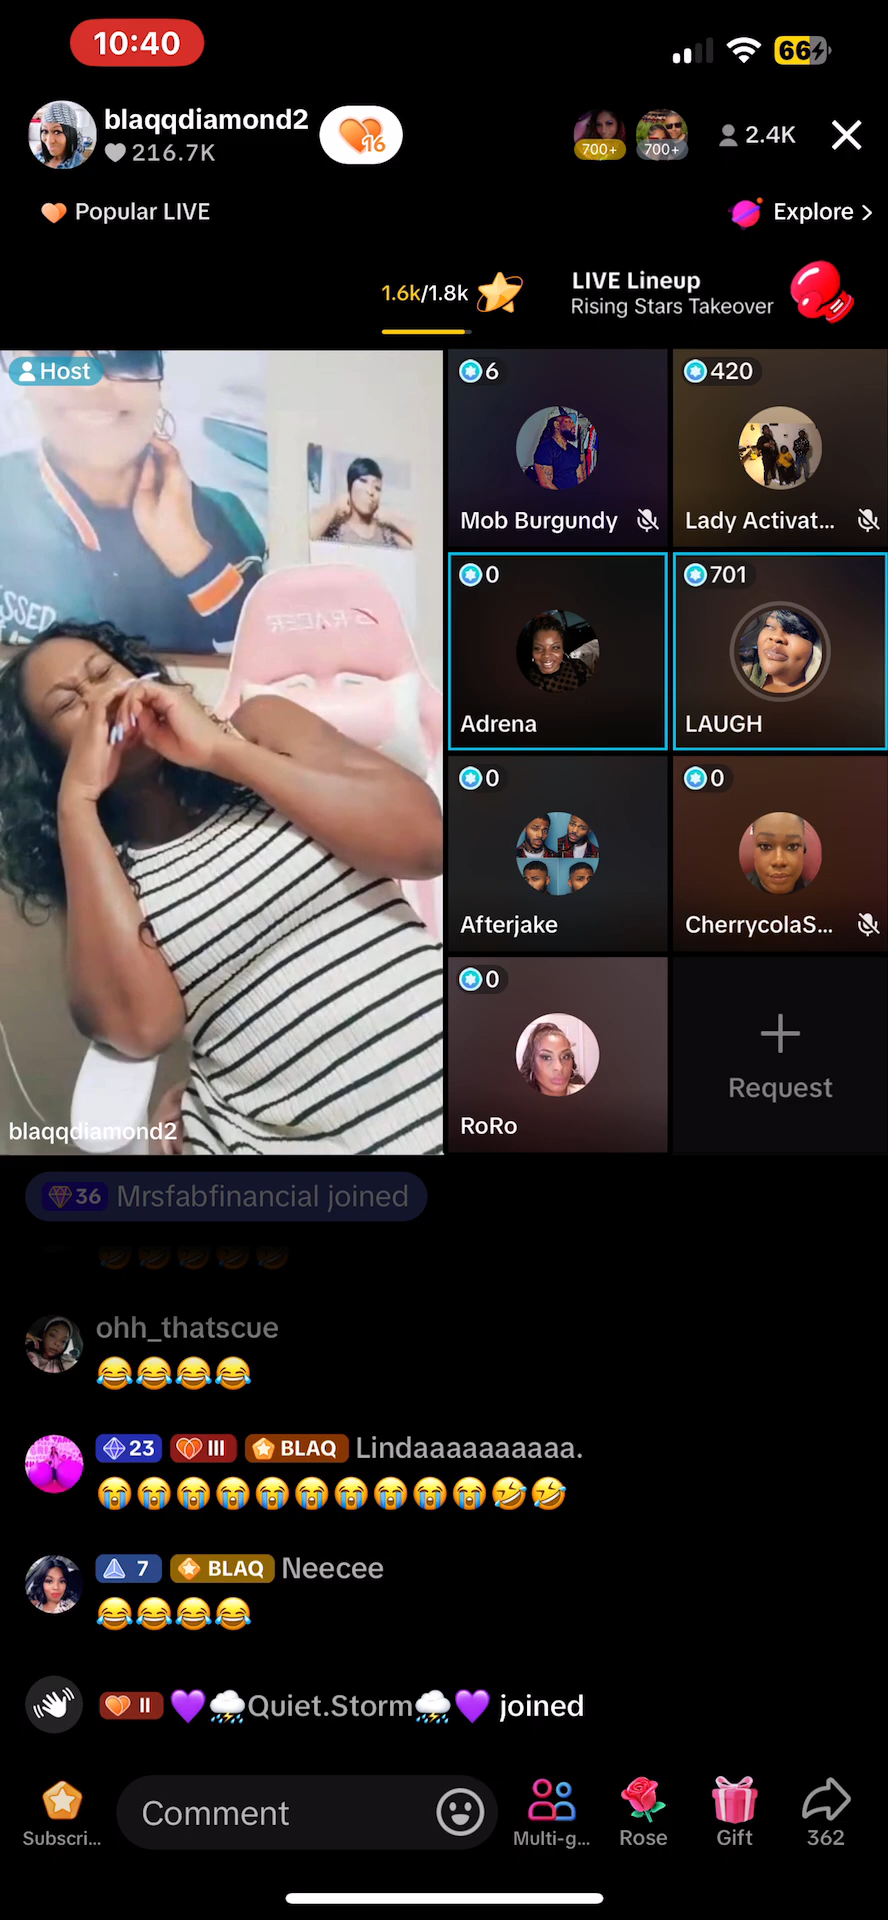 10:40
66
blaqqdiamond2
216.7K
16
700+
700+
2.4K
Popular LIVE
Explore >
1.6k/1.8k
LIVE Lineup
Rising Stars Takeover
Host
SSED
RACER
blaqqdiamond2
6
Mob Burgundy
420
Lady Activat...
0
Adrena
701
LAUGH
0
Afterjake
0
CherrycolaS...
0
RoRo
+
Request
36 Mrsfabfinancial joined
🤣🤣🤣🤣🤣
ohh_thatscue
😂😂😂😂
23 III BLAQ Lindaaaaaaaaaa.
😭😭😭😭😭😭😭😭😭😭🤣🤣
7 BLAQ Neecee
😂😂😂😂
II 💜⛈️Quiet.Storm⛈️💜 joined
Subscri...
Comment
Multi-g...
Rose
Gift
362